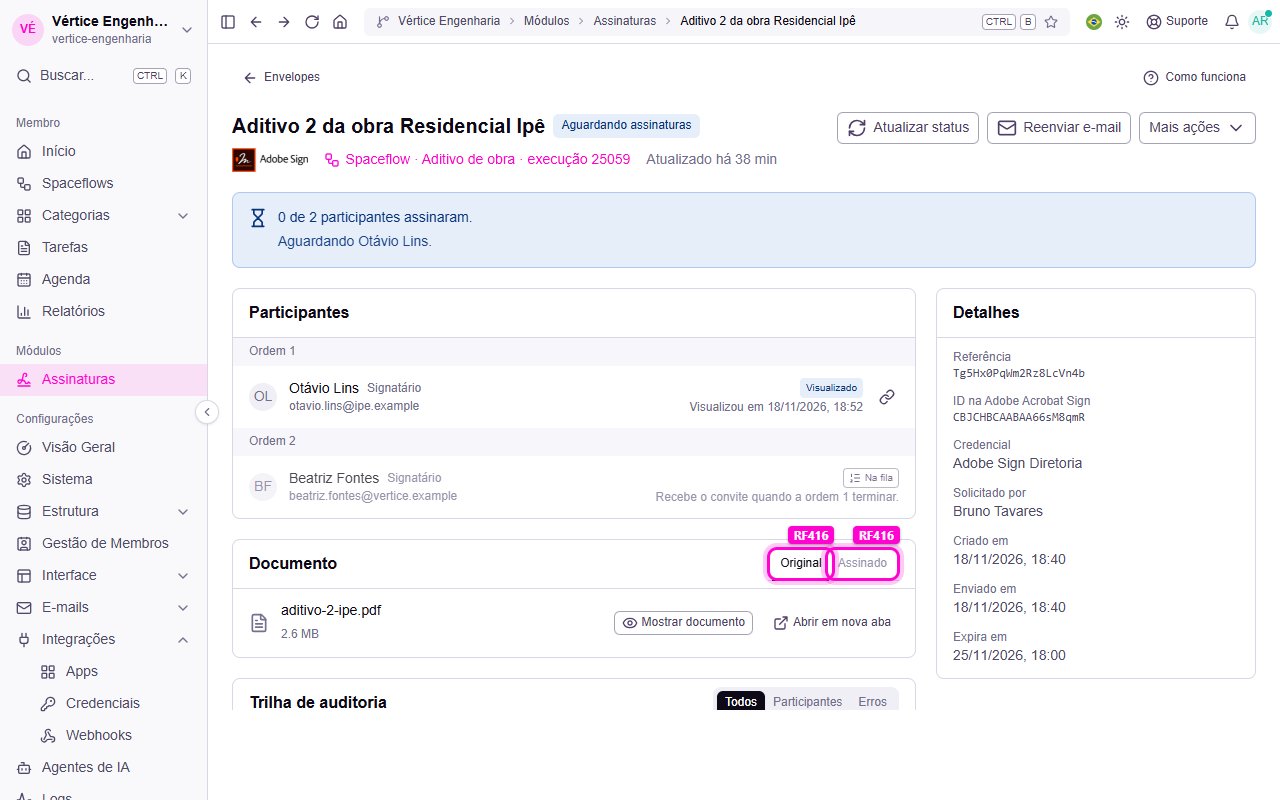 VÉ
Vértice Engenh...
vertice-engenharia
Buscar...
CTRL
K
Membro
Início
Spaceflows
Categorias
Tarefas
Agenda
Relatórios
Módulos
Assinaturas
Configurações
Visão Geral
Sistema
Estrutura
Gestão de Membros
Interface
E-mails
Integrações
Apps
Credenciais
Webhooks
Agentes de IA
Logs
Vértice Engenharia
Módulos
Assinaturas
Aditivo 2 da obra Residencial Ipê
CTRL
B
Suporte
AR
Envelopes
Como funciona
Aditivo 2 da obra Residencial Ipê
Aguardando assinaturas
Atualizar status
Reenviar e-mail
Mais ações
Adobe Sign
Spaceflow · Aditivo de obra · execução 25059
Atualizado há 38 min
0 de 2 participantes assinaram.
Aguardando Otávio Lins.
Participantes
Ordem 1
OL
Otávio Lins
Signatário
otavio.lins@ipe.example
Visualizado
Visualizou em 18/11/2026, 18:52
Ordem 2
BF
Beatriz Fontes
Signatário
beatriz.fontes@vertice.example
Na fila
Recebe o convite quando a ordem 1 terminar.
RF416
RF416
Documento
Original
Assinado
aditivo-2-ipe.pdf
2.6 MB
Mostrar documento
Abrir em nova aba
Trilha de auditoria
Todos
Participantes
Erros
Detalhes
Referência
Tg5Hx0PqWm2Rz8LcVn4b
ID na Adobe Acrobat Sign
CBJCHBCAABAA66sM8qmR
Credencial
Adobe Sign Diretoria
Solicitado por
Bruno Tavares
Criado em
18/11/2026, 18:40
Enviado em
18/11/2026, 18:40
Expira em
25/11/2026, 18:00